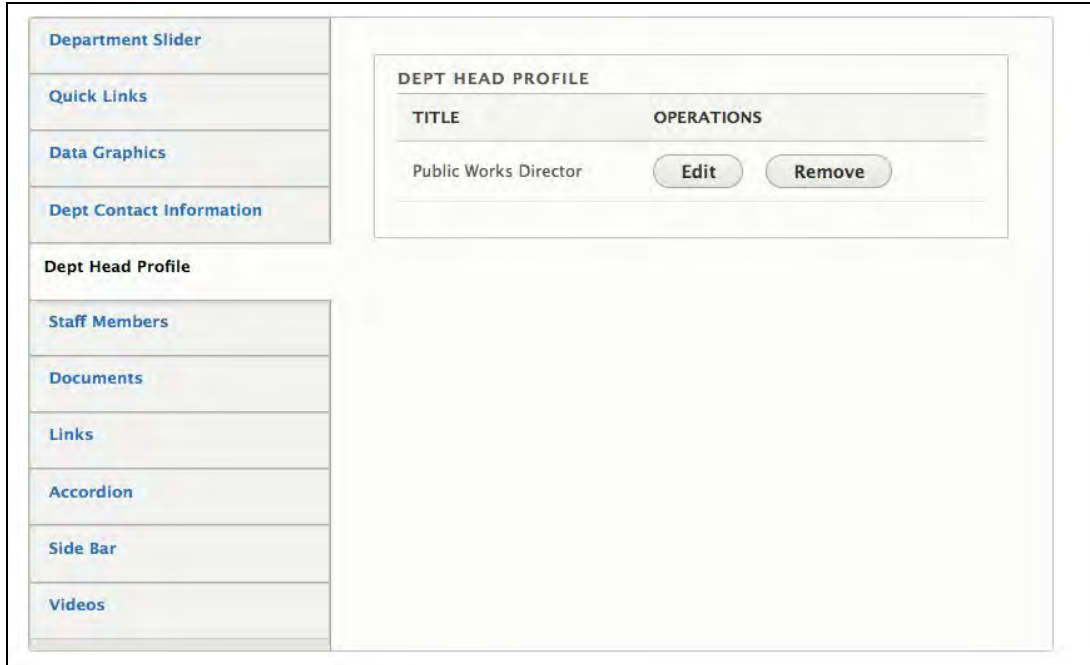 Department Slider
Quick Links
Data Graphics
Dept Contact Information
Dept Head Profile
Staff Members
Documents
Links
Accordion
Side Bar
Videos
DEPT HEAD PROFILE
TITLE OPERATIONS
Public Works Director Edit Remove